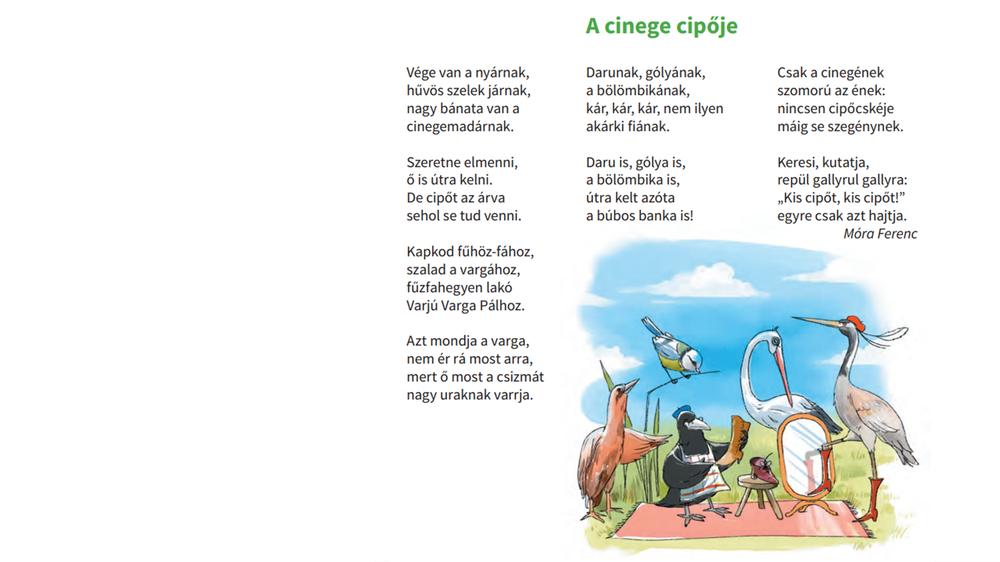 A cinege cipője
Vége van a nyárnak,
hűvös szelek járnak,
nagy bánata van a
cinegemadárnak.
Szeretne elmenni,
ő is útra kelni.
De cipőt az árva
sehol se tud venni.
Kapkod fűhöz-fához,
szalad a vargához,
fűzfahegyen lakó
Varjú Varga Pálhoz.
Azt mondja a varga,
nem ér rá most arra,
mert ő most a csizmát
nagy uraknak varrja.
Darunak, gólyának,
a bölömbikának,
kár, kár, kár, nem ilyen
akárki fiának.
Daru is, gólya is,
a bölömbika is,
útra kelt azóta
a búbos banka is!
Csak a cinegének
szomorú az ének:
nincsen cipőcskéje
máig se szegénynek.
Keresi, kutatja,
repül gallyrul gallyra:
„Kis cipőt, kis cipőt!”
egyre csak azt hajtja.
Móra Ferenc